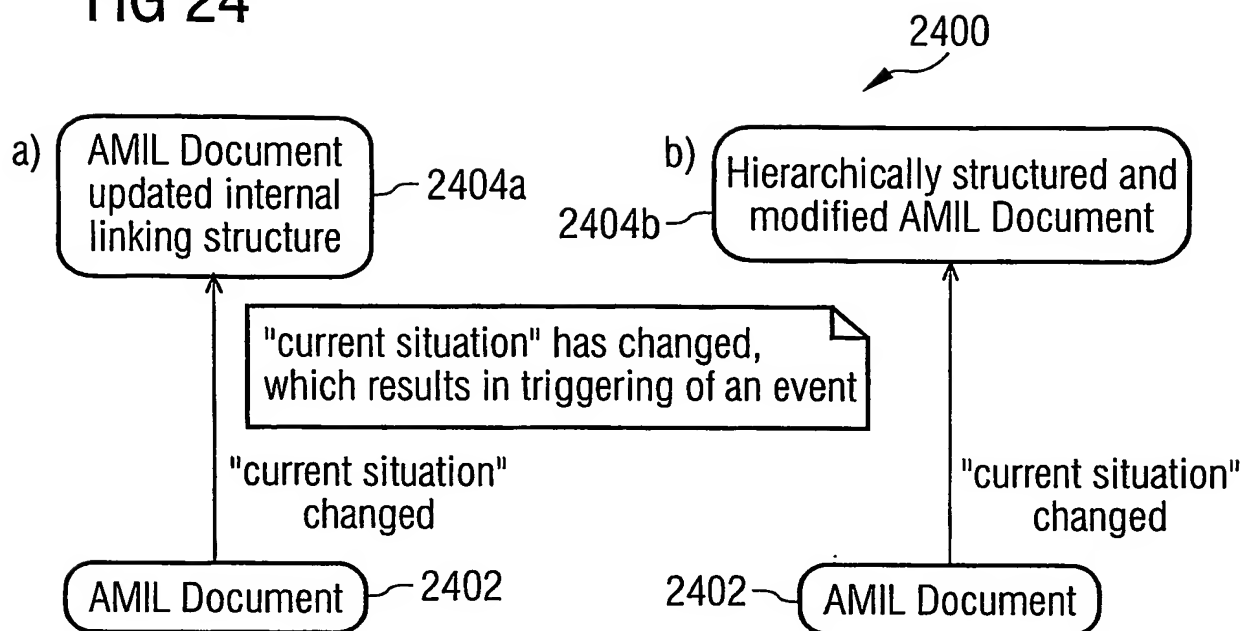 FIG 24
2400
a)
AMIL Document
updated internal
linking structure
2404a
b)
Hierarchically structured and
modified AMIL Document
2404b
"current situation" has changed,
which results in triggering of an event
"current situation"
changed
"current situation"
changed
AMIL Document
2402
2402
AMIL Document